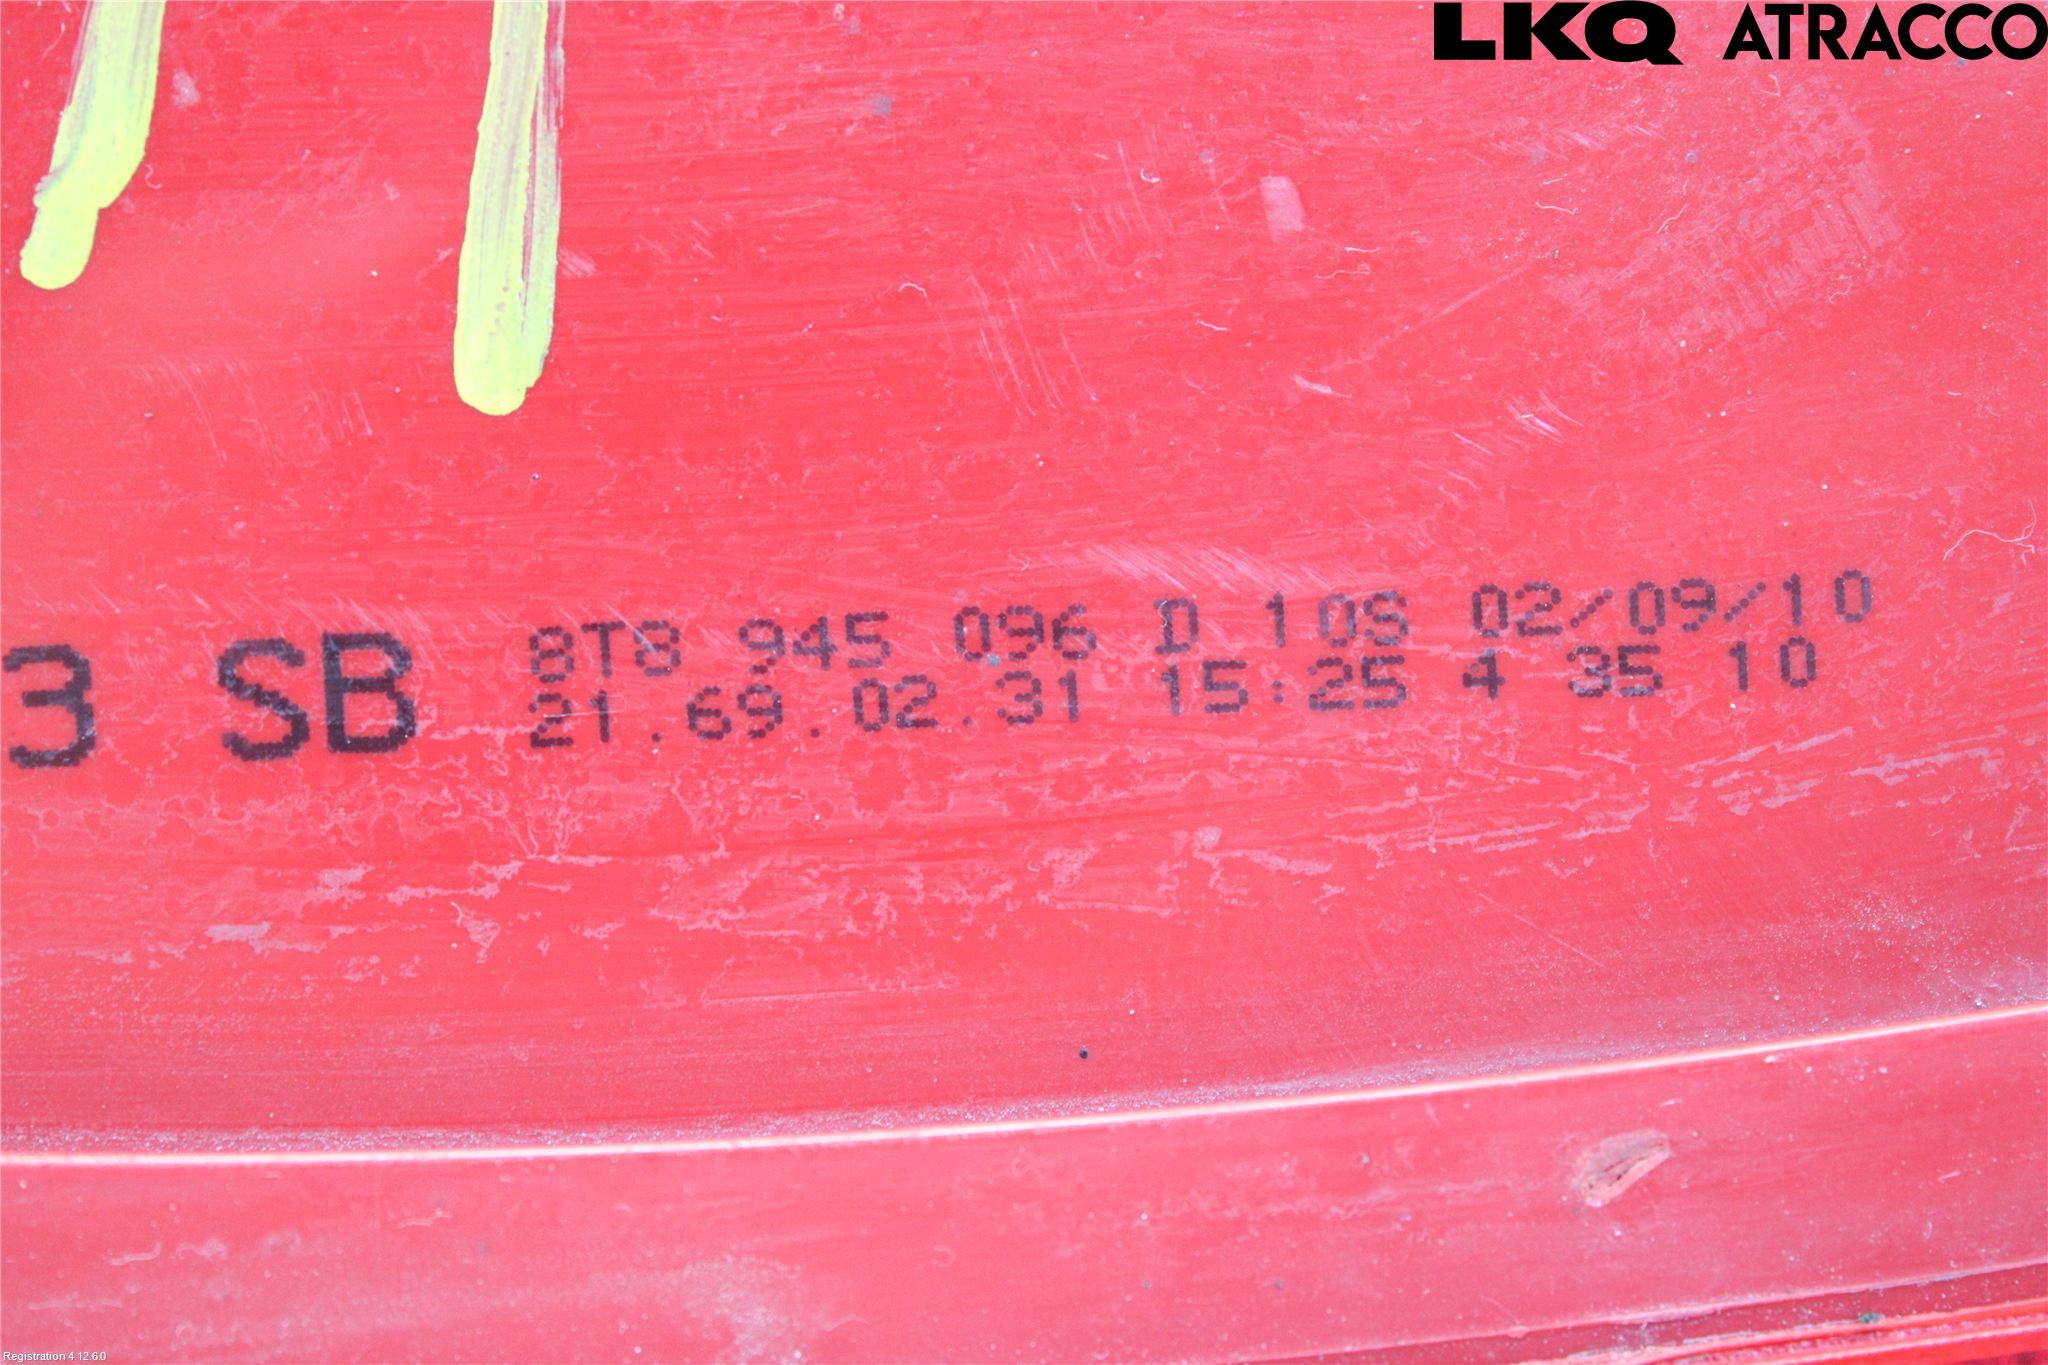 LKQ ATRACCO
3 SB
8T8 945 096 D 10S 02/09/10
21.69.02.31 15:25 4 35 10
Registration 4.12.6.0